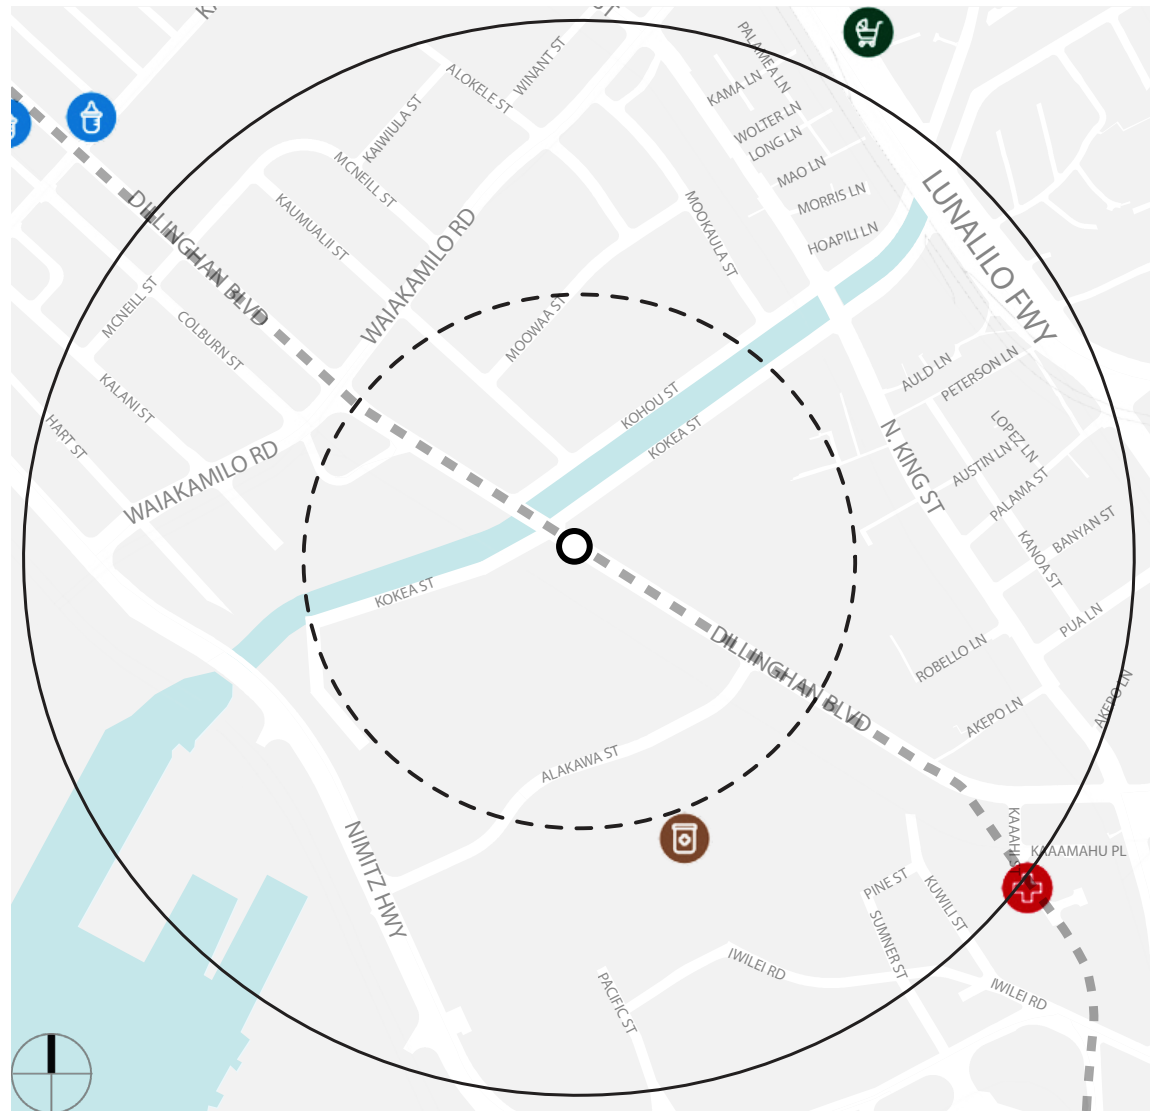 PALAMEA LN
WINANT ST
ALOKELE ST
KAMA LN
KAIWIULA ST
WOLTER LN
LONG LN
MCNEILL ST
MAO LN
MORRIS LN
KAUMUALII ST
DILLINGHAN BLVD
WAIAKAMILO RD
MOOKAULA ST
HOAPILI LN
LUNALILO FWY
MCNEILL ST
COLBURN ST
MOOWAA ST
AULD LN
PETERSON LN
KALANI ST
KOHOU ST
KOKEA ST
HART ST
LOPEZ LN
AUSTIN LN
N. KING ST
WAIAKAMILO RD
PALAMA ST
BANYAN ST
KANOA ST
KOKEA ST
PUA LN
DILLINGHAN BLVD
ROBELLO LN
AKEPO LN
AKEPO LN
ALAKAWA ST
NIMITZ HWY
KAAAHI ST
KAAAMAHU PL
PINE ST
KUWILI ST
SUMNER ST
IWILEI RD
IWILEI RD
PACIFIC ST